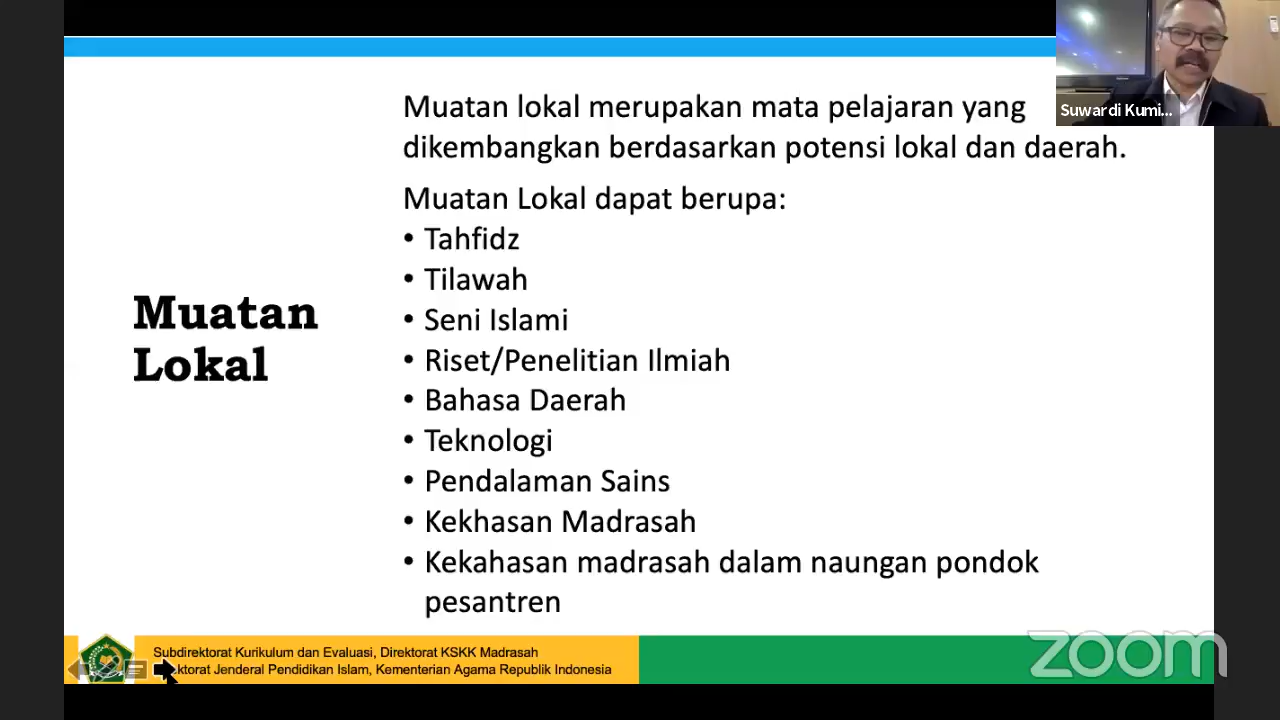 Suwardi Kumi...
Muatan lokal merupakan mata pelajaran yang
dikembangkan berdasarkan potensi lokal dan daerah.
Muatan Lokal dapat berupa:
• Tahfidz
• Tilawah
• Seni Islami
• Riset/Penelitian Ilmiah
• Bahasa Daerah
• Teknologi
• Pendalaman Sains
• Kekhasan Madrasah
• Kekahasan madrasah dalam naungan pondok
pesantren
Muatan
Lokal
Subdirektorat Kurikulum dan Evaluasi, Direktorat KSKK Madrasah
ktorat Jenderal Pendidikan Islam, Kementerian Agama Republik Indonesia
zoom